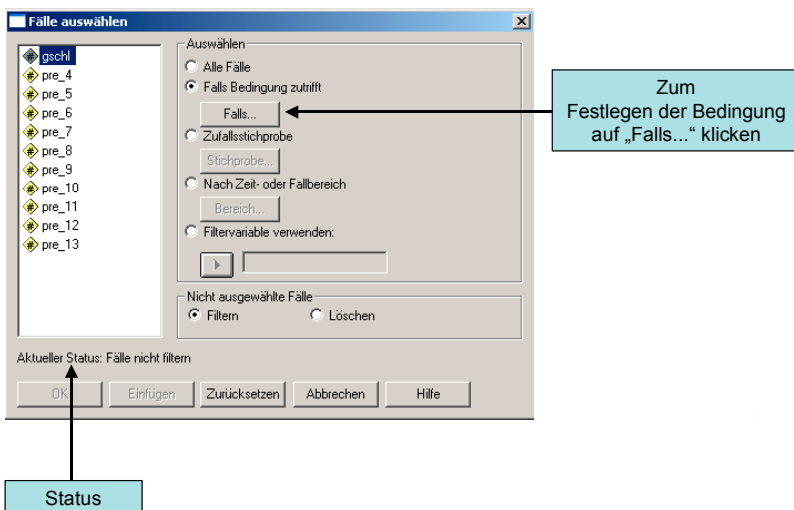 Fälle auswählen
gschl
pre_4
pre_5
pre_6
pre_7
pre_8
pre_9
pre_10
pre_11
pre_12
pre_13
Auswählen
Alle Fälle
Falls Bedingung zutrifft
Falls...
Zufallsstichprobe
Stichprobe...
Nach Zeit- oder Fallbereich
Bereich...
Filtervariable verwenden:
Nicht ausgewählte Fälle
Filtern Löschen
Aktueller Status: Fälle nicht filtern
OK Einfügen Zurücksetzen Abbrechen Hilfe
Zum
Festlegen der Bedingung
auf „Falls...“ klicken
Status